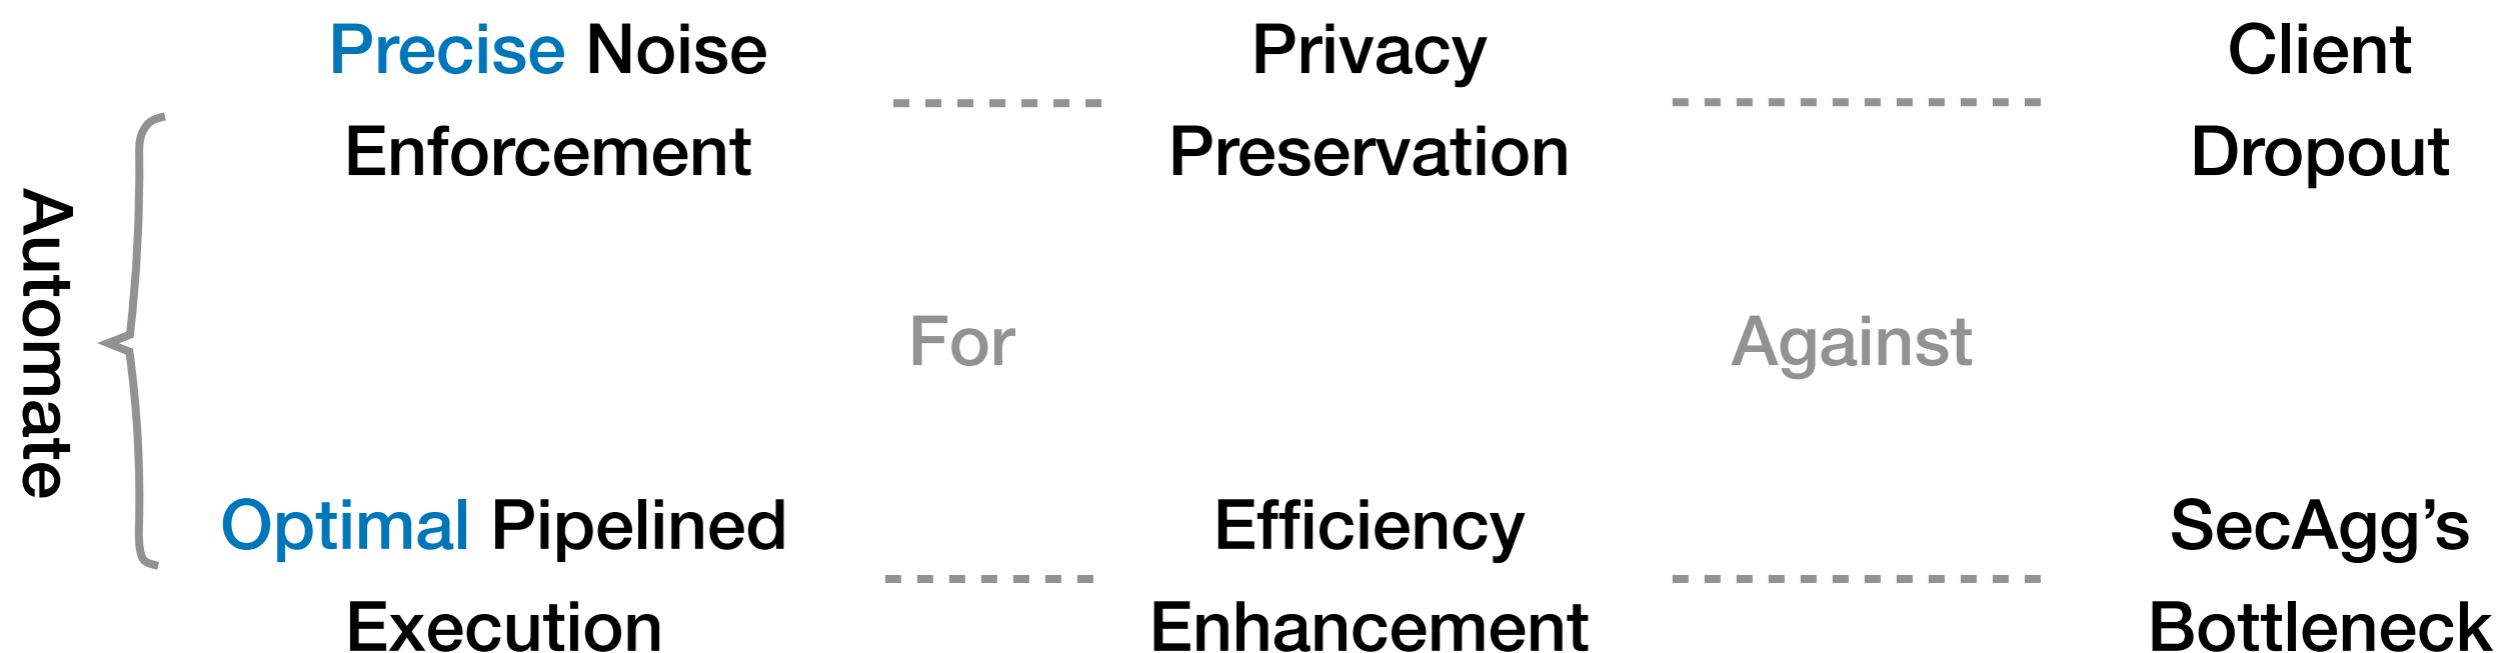 Automate
Precise Noise
Enforcement
Privacy
Preservation
Client
Dropout
For
Against
Optimal Pipelined
Execution
Efficiency
Enhancement
SecAgg’s
Bottleneck